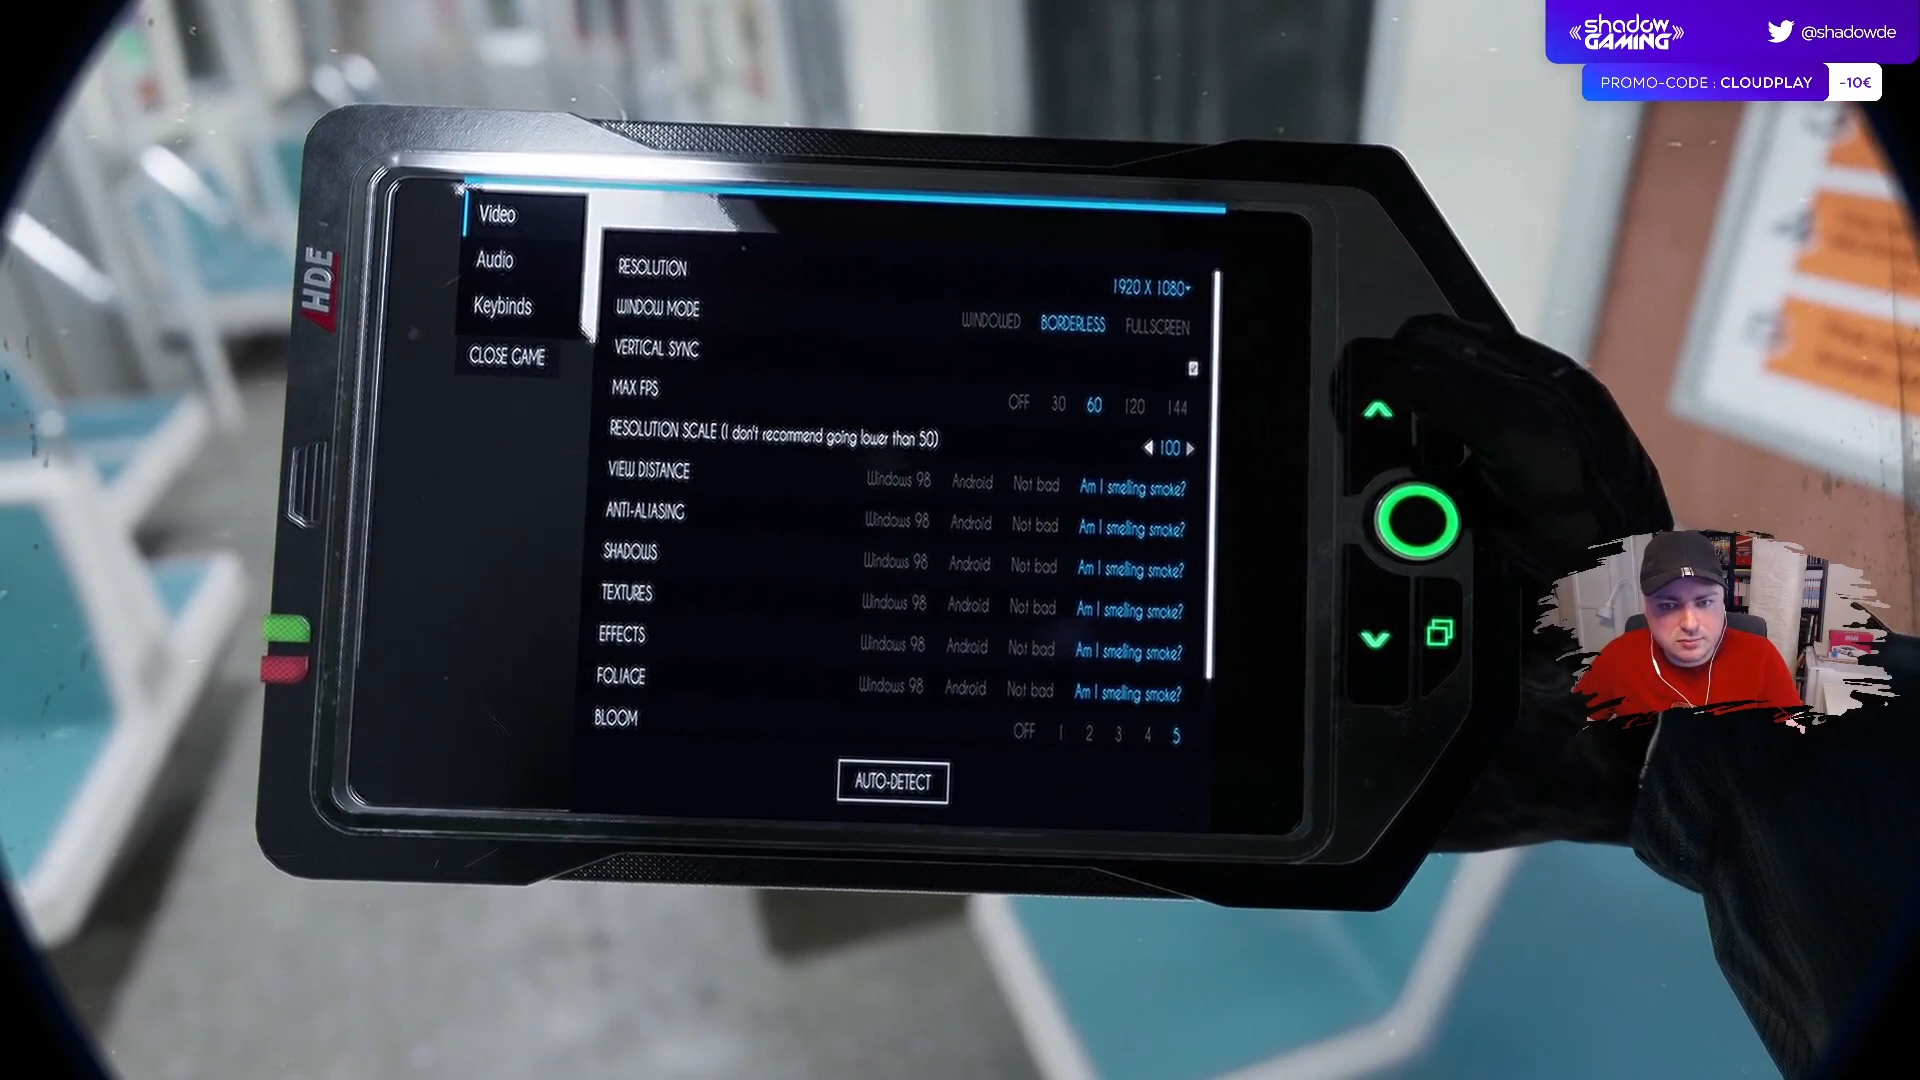 shadow
GAMING
@shadowde
PROMO-CODE : CLOUDPLAY -10€
HDE
Video
Audio
Keybinds
CLOSE GAME
RESOLUTION 1920 X 1080
WINDOW MODE WINDOWED BORDERLESS FULLSCREEN
VERTICAL SYNC
MAX FPS OFF 30 60 120 144
RESOLUTION SCALE (I don't recommend going lower than 50) 100
VIEW DISTANCE Windows 98 Android Not bad Am I smelling smoke?
ANTI-ALIASING Windows 98 Android Not bad Am I smelling smoke?
SHADOWS Windows 98 Android Not bad Am I smelling smoke?
TEXTURES Windows 98 Android Not bad Am I smelling smoke?
EFFECTS Windows 98 Android Not bad Am I smelling smoke?
FOLIAGE Windows 98 Android Not bad Am I smelling smoke?
BLOOM OFF 1 2 3 4 5
AUTO-DETECT